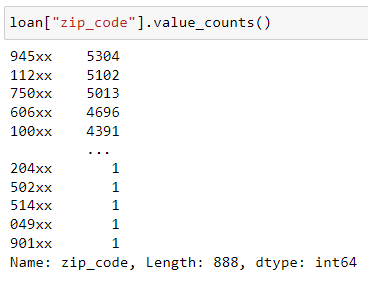 loan["zip_code"].value_counts()
945xx    5304
112xx    5102
750xx    5013
606xx    4696
100xx    4391
         ...
204xx       1
502xx       1
514xx       1
049xx       1
901xx       1
Name: zip_code, Length: 888, dtype: int64